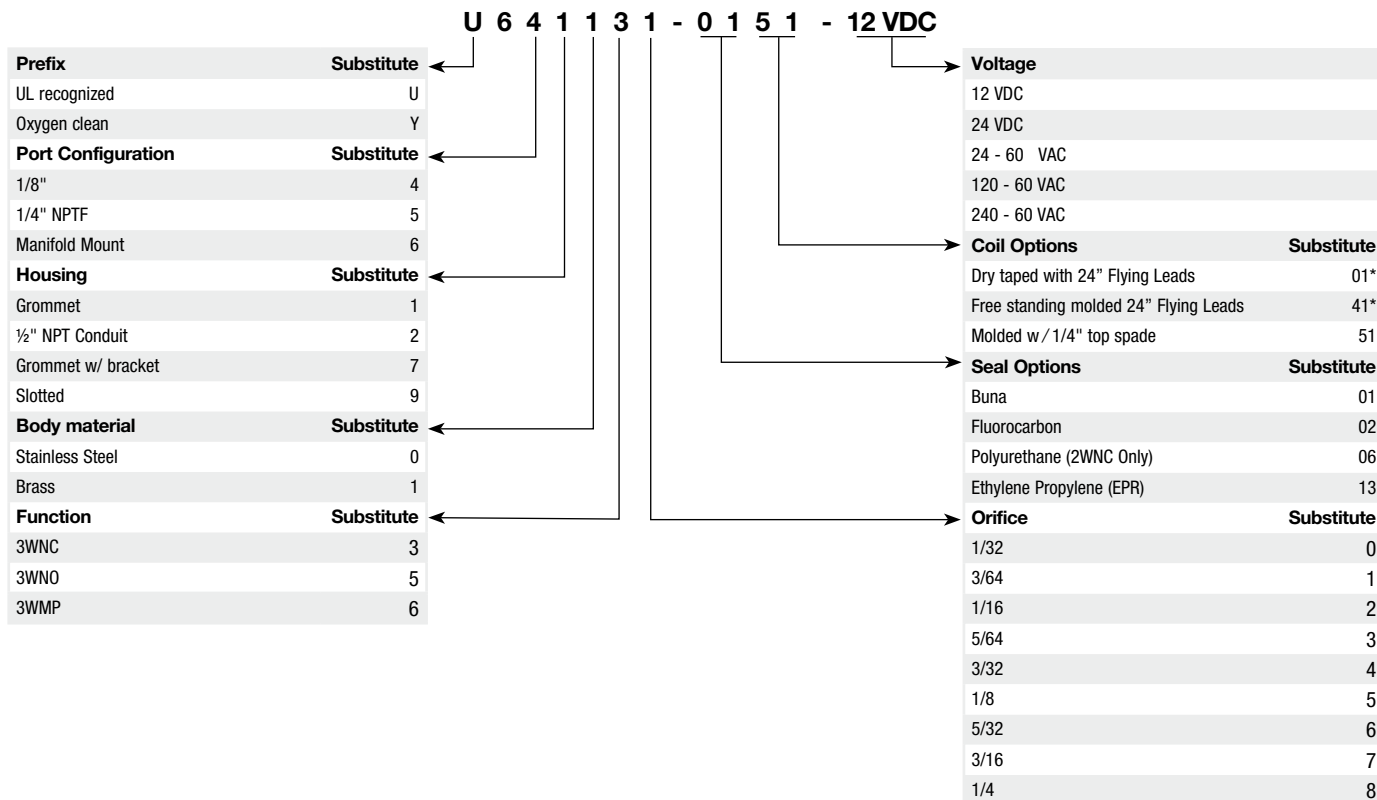 U 6 4 1 1 3 1 - 0 1 5 1 - 12 VDC
Prefix Substitute
UL recognized U
Oxygen clean Y
Port Configuration Substitute
1/8" 4
1/4" NPTF 5
Manifold Mount 6
Housing Substitute
Grommet 1
½" NPT Conduit 2
Grommet w/ bracket 7
Slotted 9
Body material Substitute
Stainless Steel 0
Brass 1
Function Substitute
3WNC 3
3WNO 5
3WMP 6
Voltage
12 VDC
24 VDC
24 - 60 VAC
120 - 60 VAC
240 - 60 VAC
Coil Options Substitute
Dry taped with 24” Flying Leads 01*
Free standing molded 24” Flying Leads 41*
Molded w/1/4" top spade 51
Seal Options Substitute
Buna 01
Fluorocarbon 02
Polyurethane (2WNC Only) 06
Ethylene Propylene (EPR) 13
Orifice Substitute
1/32 0
3/64 1
1/16 2
5/64 3
3/32 4
1/8 5
5/32 6
3/16 7
1/4 8